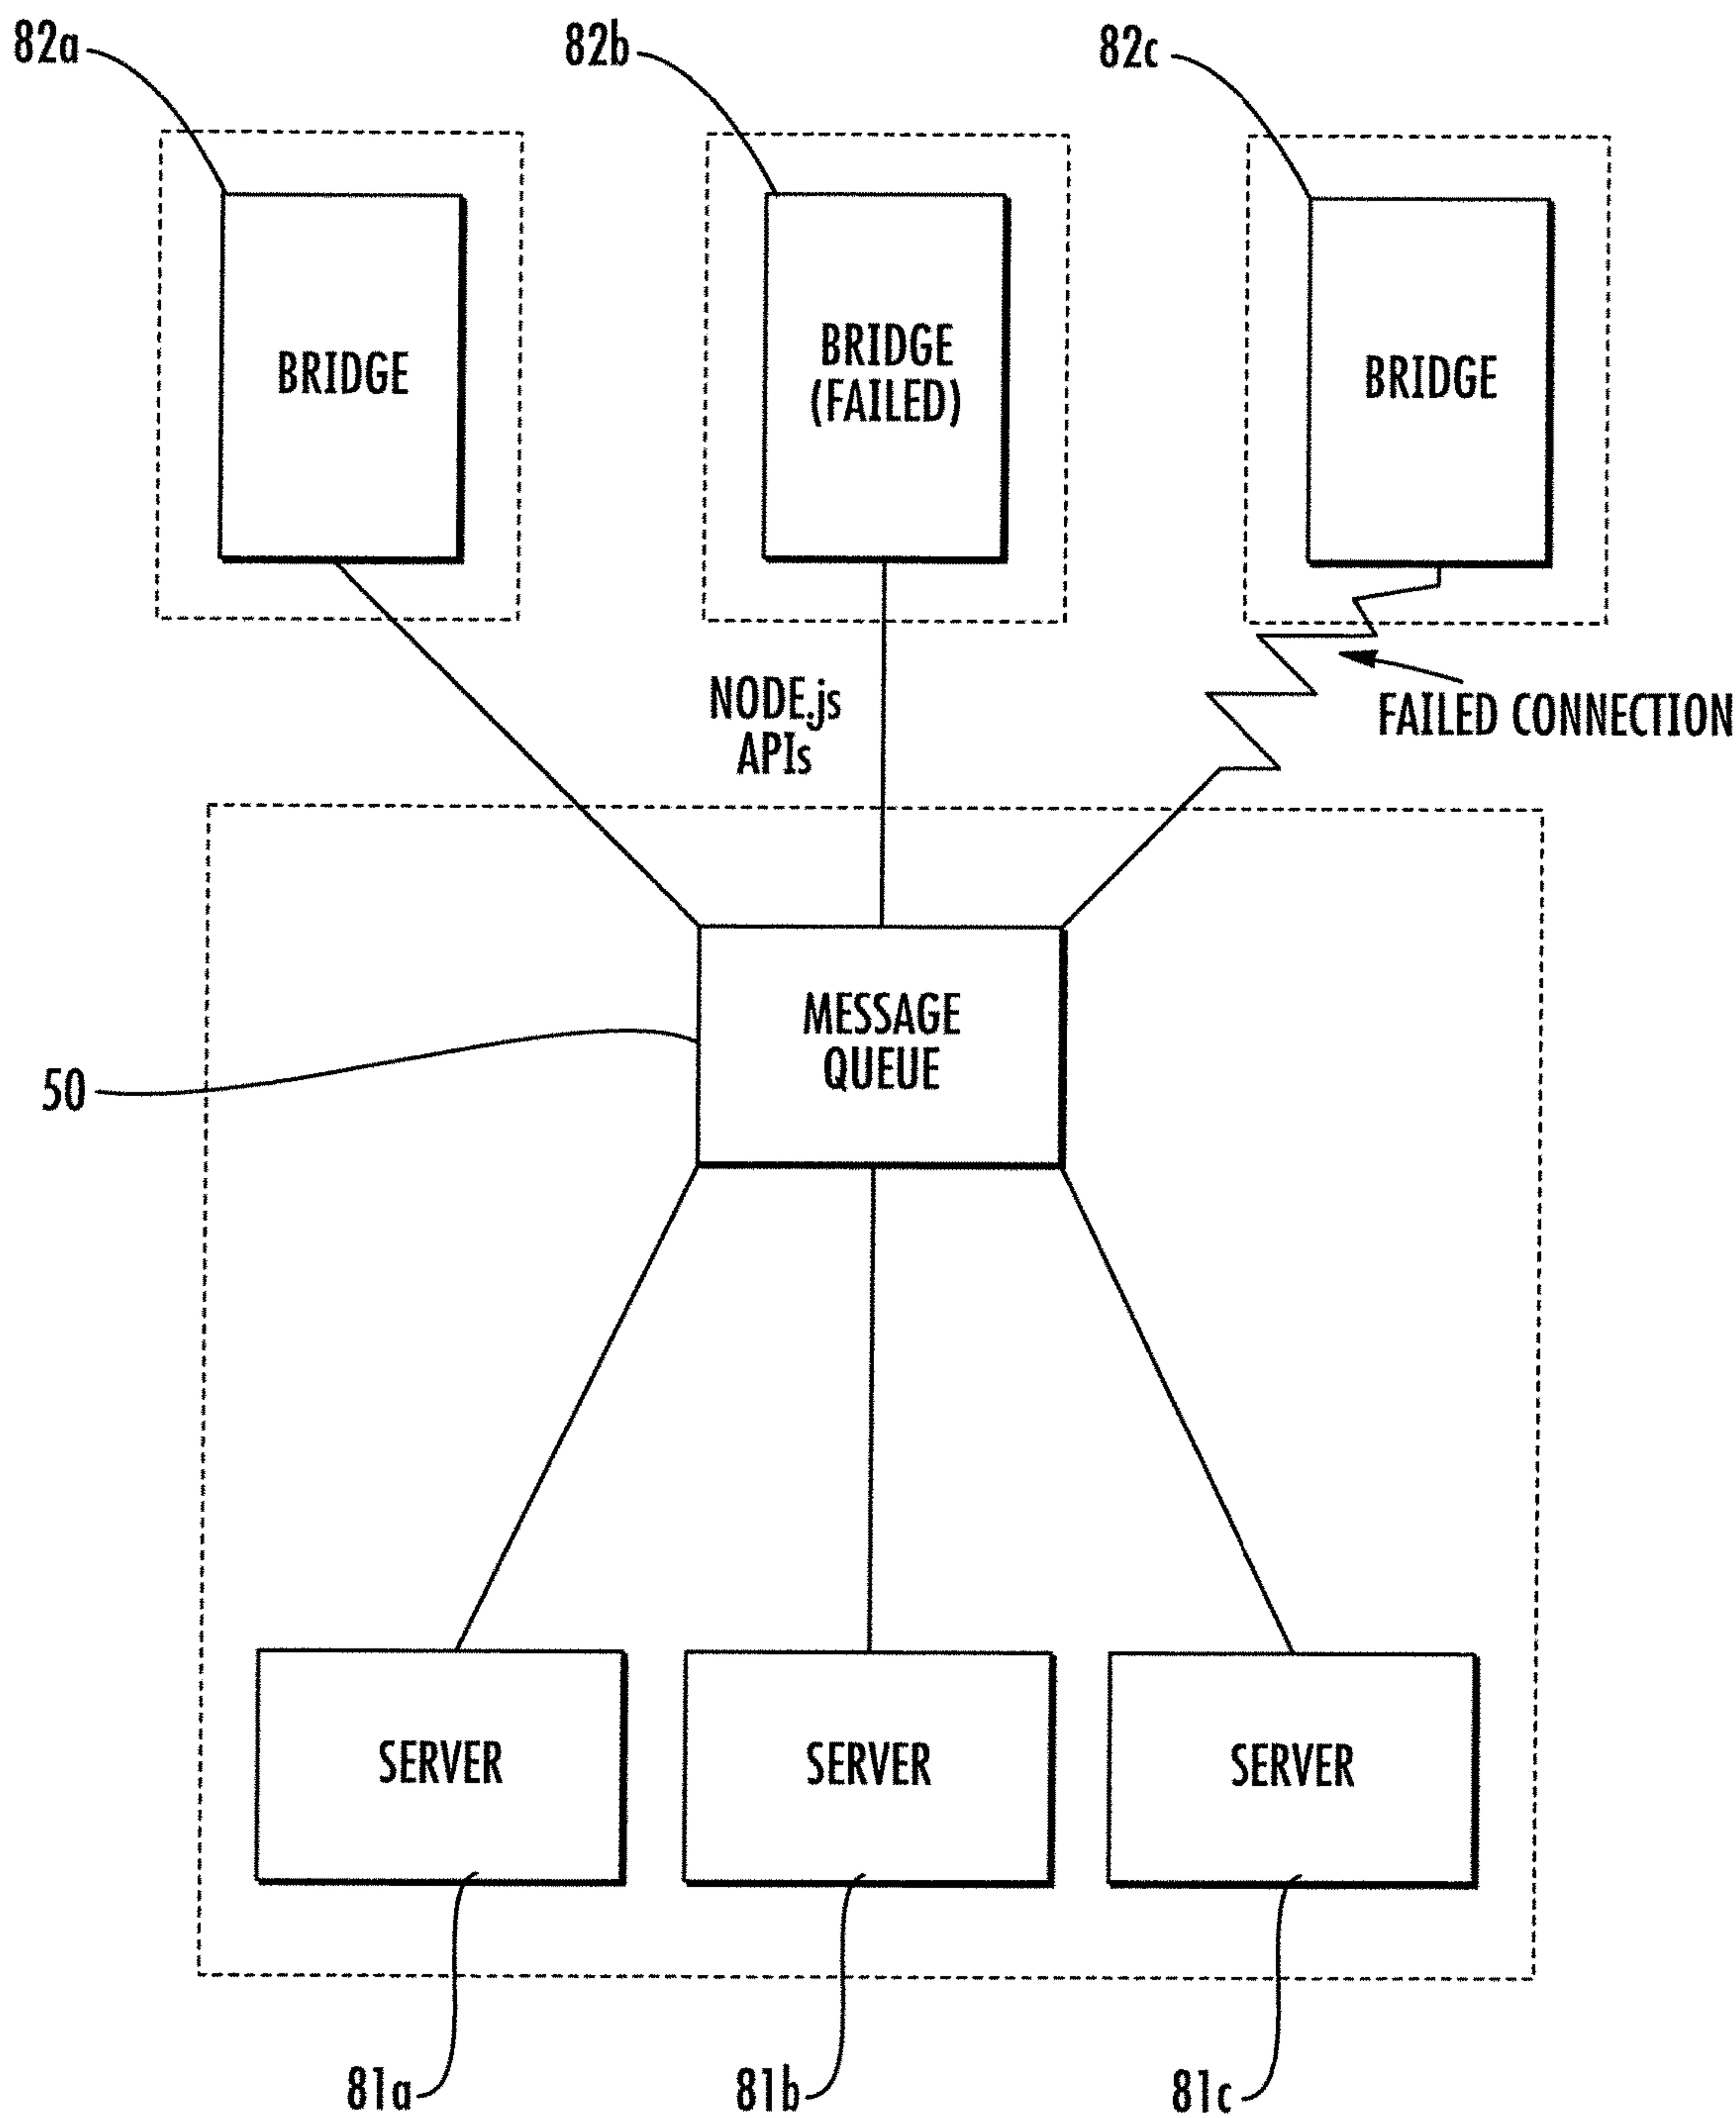 82a
82b
82c
BRIDGE
BRIDGE
(FAILED)
BRIDGE
NODE.js
APIs
FAILED CONNECTION
MESSAGE
QUEUE
50
SERVER
SERVER
SERVER
81a
81b
81c